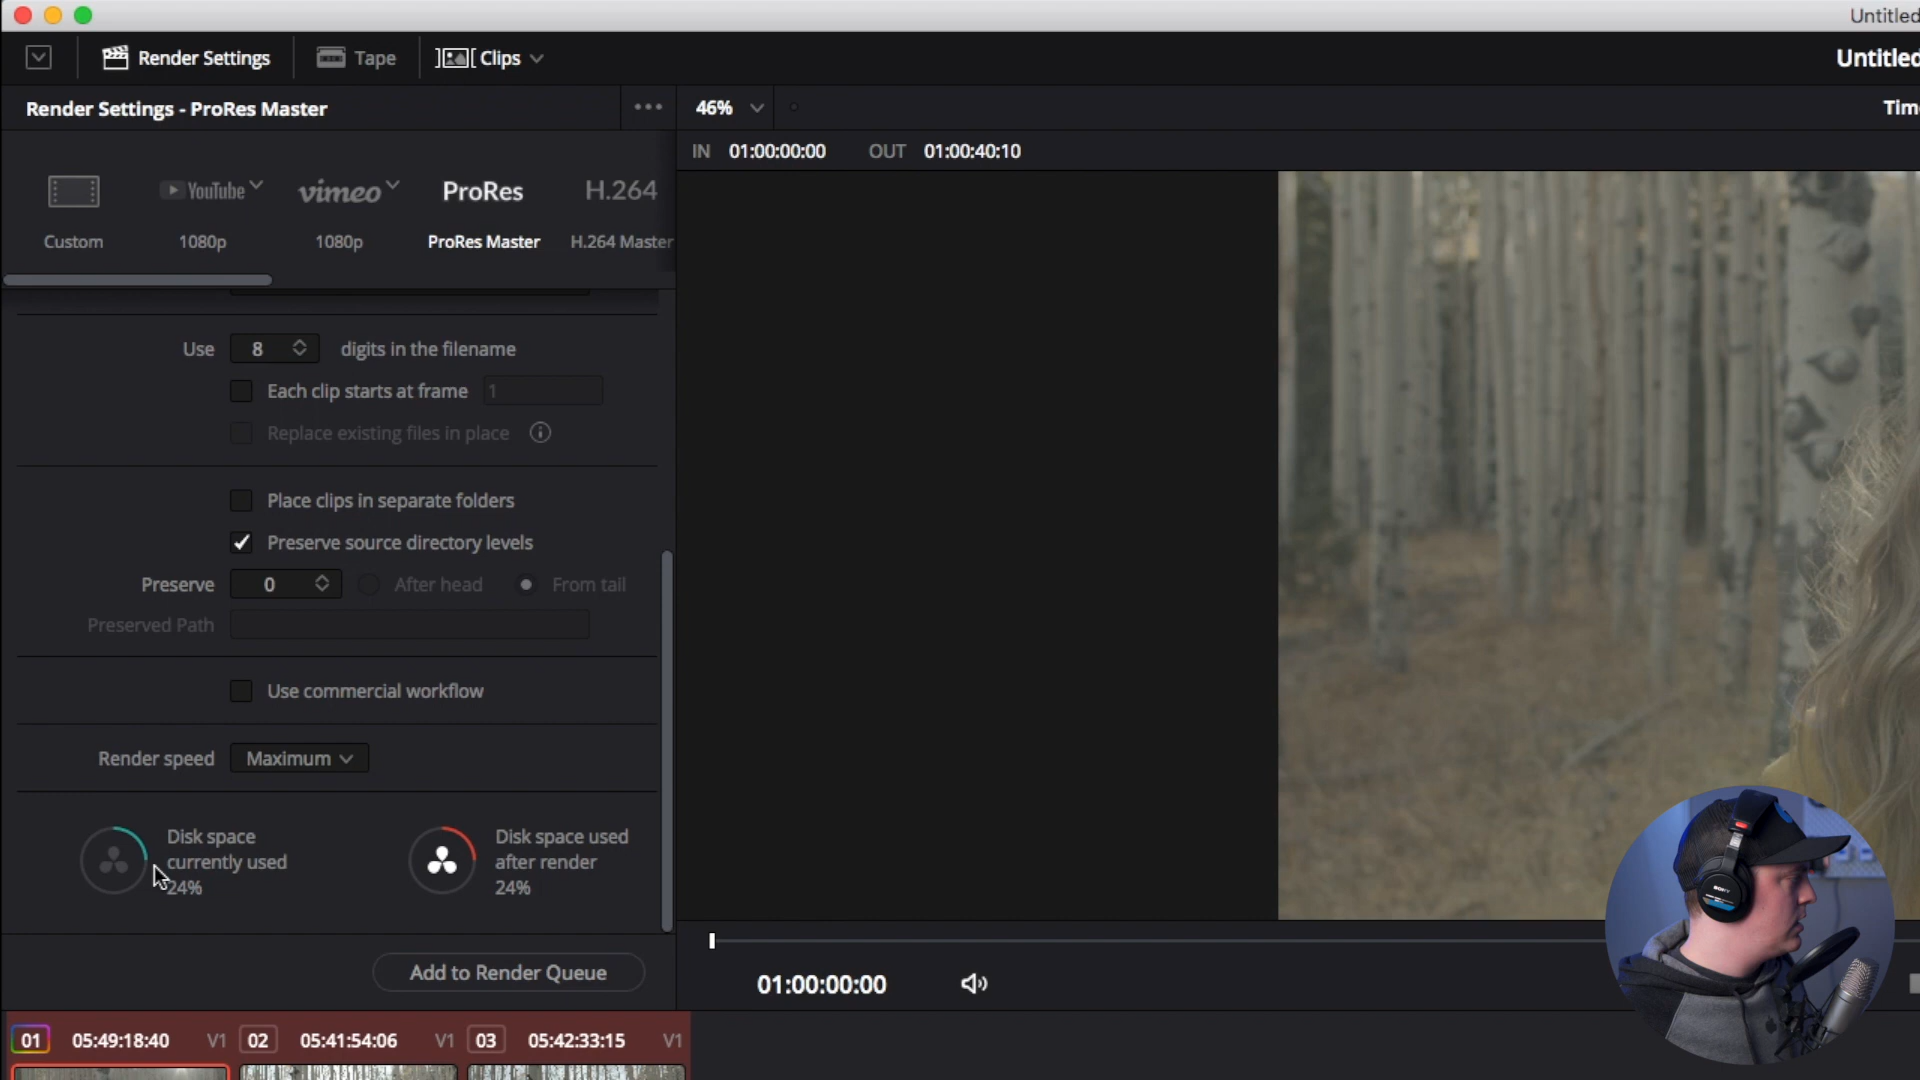 Untitled
Render Settings
Tape
Clips
Untitled
Render Settings - ProRes Master
46%
Tim
IN 01:00:00:00 OUT 01:00:40:10
YouTube
vimeo
ProRes
H.264
Custom
1080p
1080p
ProRes Master
H.264 Master
Use 8 digits in the filename
Each clip starts at frame 1
Replace existing files in place
Place clips in separate folders
Preserve source directory levels
Preserve 0 After head From tail
Preserved Path
Use commercial workflow
Render speed Maximum
Disk space
currently used
24%
Disk space used
after render
24%
Add to Render Queue
01:00:00:00
SONY
01 05:49:18:40 V1 02 05:41:54:06 V1 03 05:42:33:15 V1